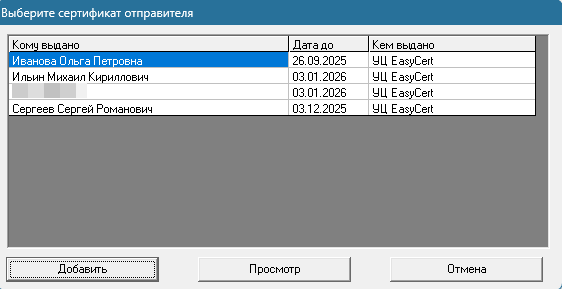 Выберите сертификат отправителя
Кому выдано Дата до Кем выдано
Иванова Ольга Петровна 26.09.2025 УЦ EasyCert
Ильин Михаил Кириллович 03.01.2026 УЦ EasyCert
03.01.2026 УЦ EasyCert
Сергеев Сергей Романович 03.12.2025 УЦ EasyCert
Добавить Просмотр Отмена